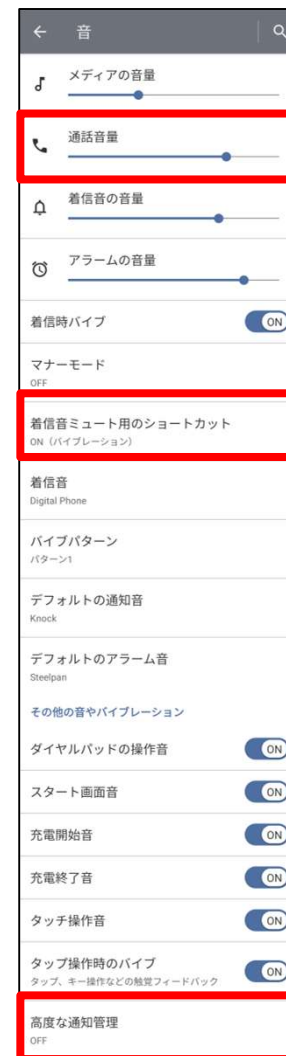 音
メディアの音量
通話音量
着信音の音量
アラームの音量
着信時バイブ
ON
マナーモード
OFF
着信音ミュート用のショートカット
ON（バイブレーション）
着信音
Digital Phone
バイブパターン
パターン1
デフォルトの通知音
Knock
デフォルトのアラーム音
Steelpan
その他の音やバイブレーション
ダイヤルパッドの操作音
ON
スタート画面音
ON
充電開始音
ON
充電終了音
ON
タッチ操作音
ON
タップ操作時のバイブ
タップ、キー操作などの触覚フィードバック
ON
高度な通知管理
OFF